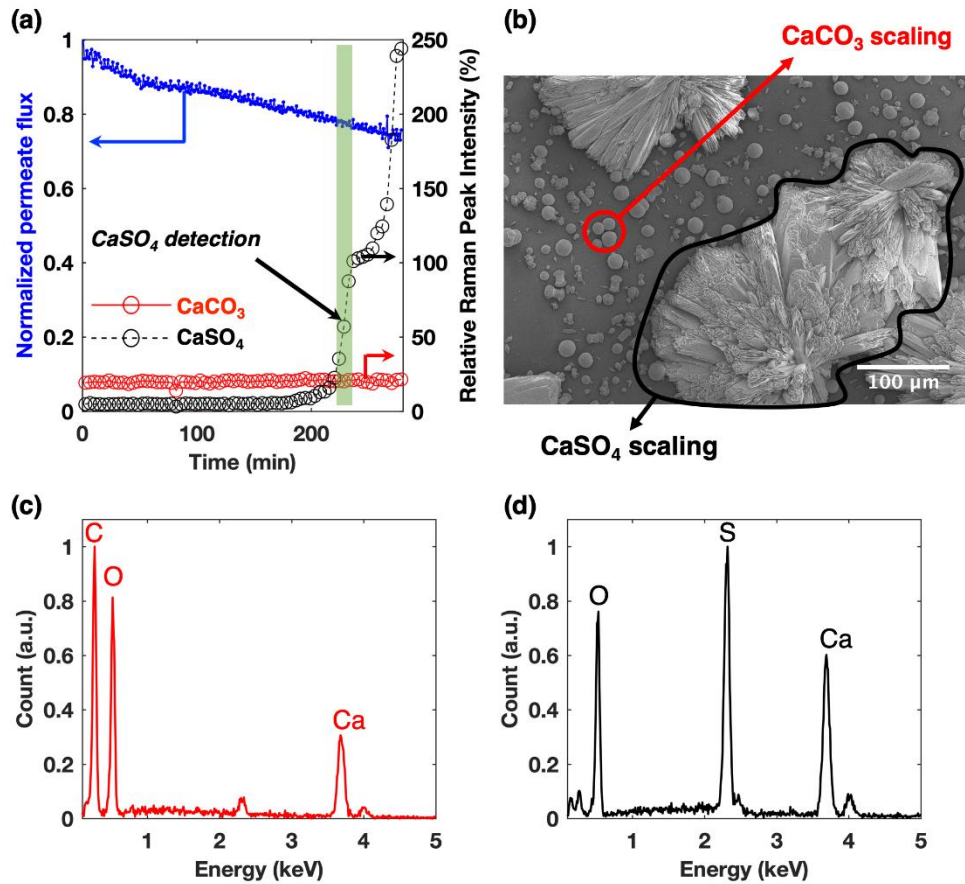 (a)
Normalized permeate flux
1
0.8
0.6
0.4
0.2
0
CaSO₄ detection
CaCO₃
CaSO₄
1
100
200
Time (min)
250
200
150
100
50
0
Relative Raman Peak Intensity (%)
(b)
CaCO₃ scaling
100 µm
CaSO₄ scaling
(c)
C
O
Ca
Count (a.u.)
1
0.8
0.6
0.4
0.2
0
1
2
3
4
5
Energy (keV)
(d)
O
S
Ca
Count (a.u.)
1
0.8
0.6
0.4
0.2
0
1
2
3
4
5
Energy (keV)